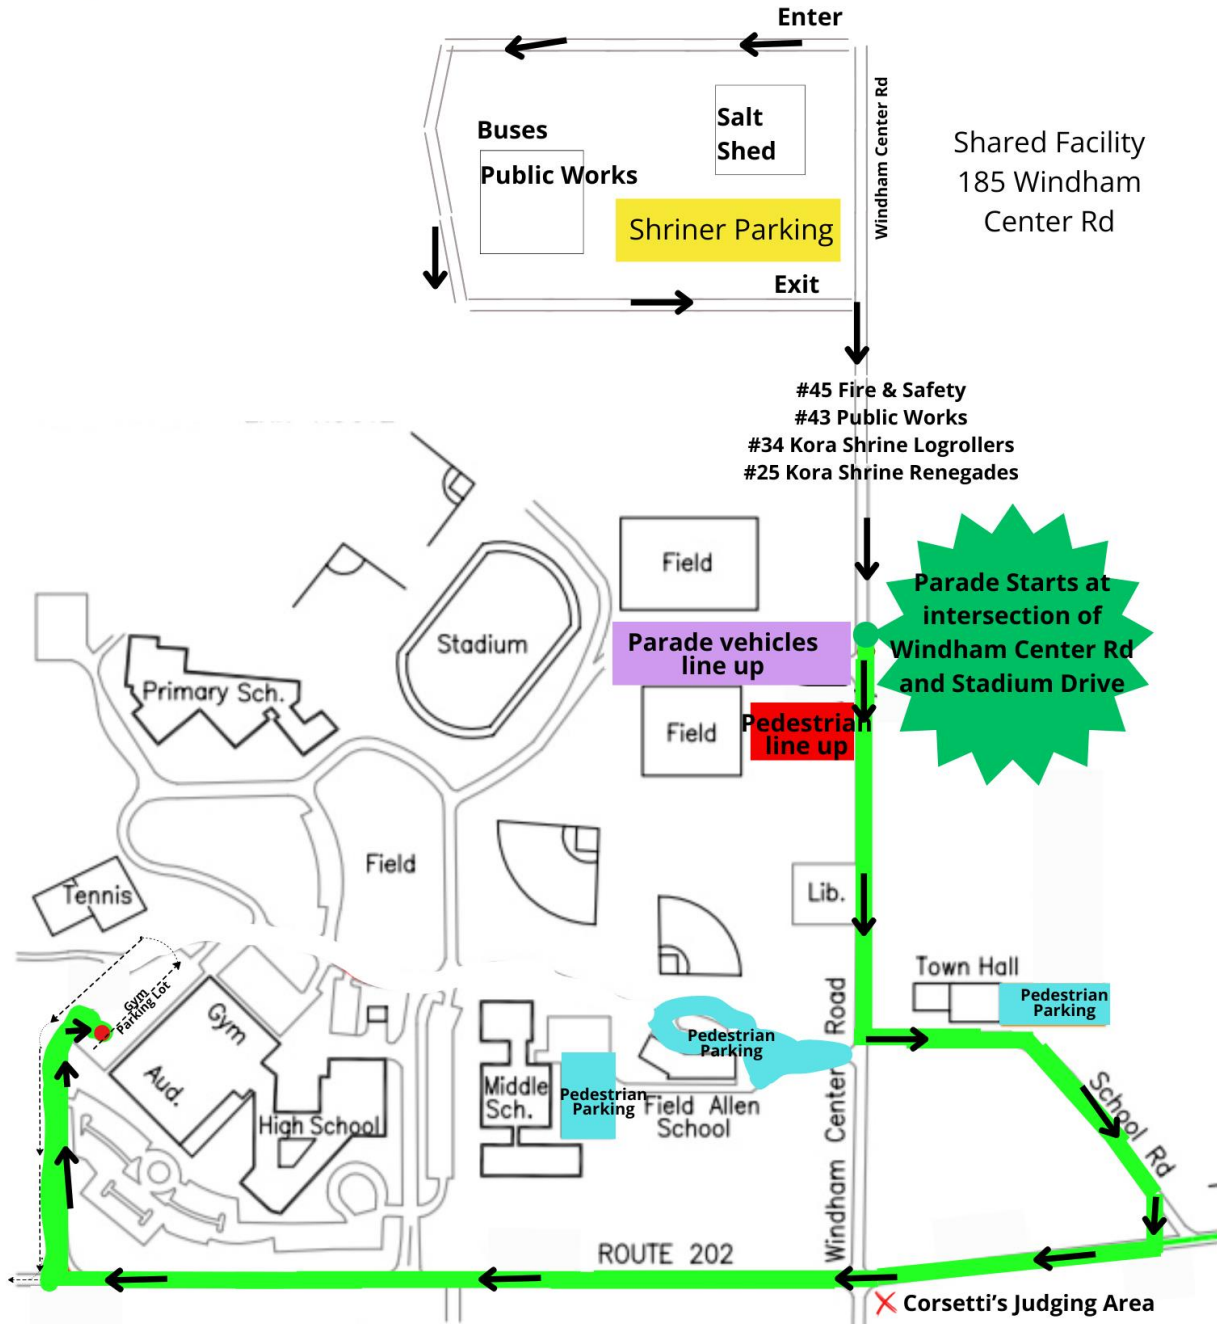 Enter
Windham Center Rd
Salt
Shed
Buses
Public Works
Shared Facility
185 Windham
Center Rd
Shriner Parking
Exit
#45 Fire & Safety
#43 Public Works
#34 Kora Shrine Logrollers
#25 Kora Shrine Renegades
Field
Parade Starts at
intersection of
Windham Center Rd
and Stadium Drive
Stadium
Parade vehicles
line up
Primary Sch.
Field
Pedestrian
line up
Field
Tennis
Lib.
Town Hall
Pedestrian
Parking
Gym
Parking Lot
Gym
Aud.
High School
Middle
Sch.
Pedestrian
Parking
Pedestrian
Parking
Field Allen
School
Windham Center Road
School Rd
ROUTE 202
Corsetti's Judging Area